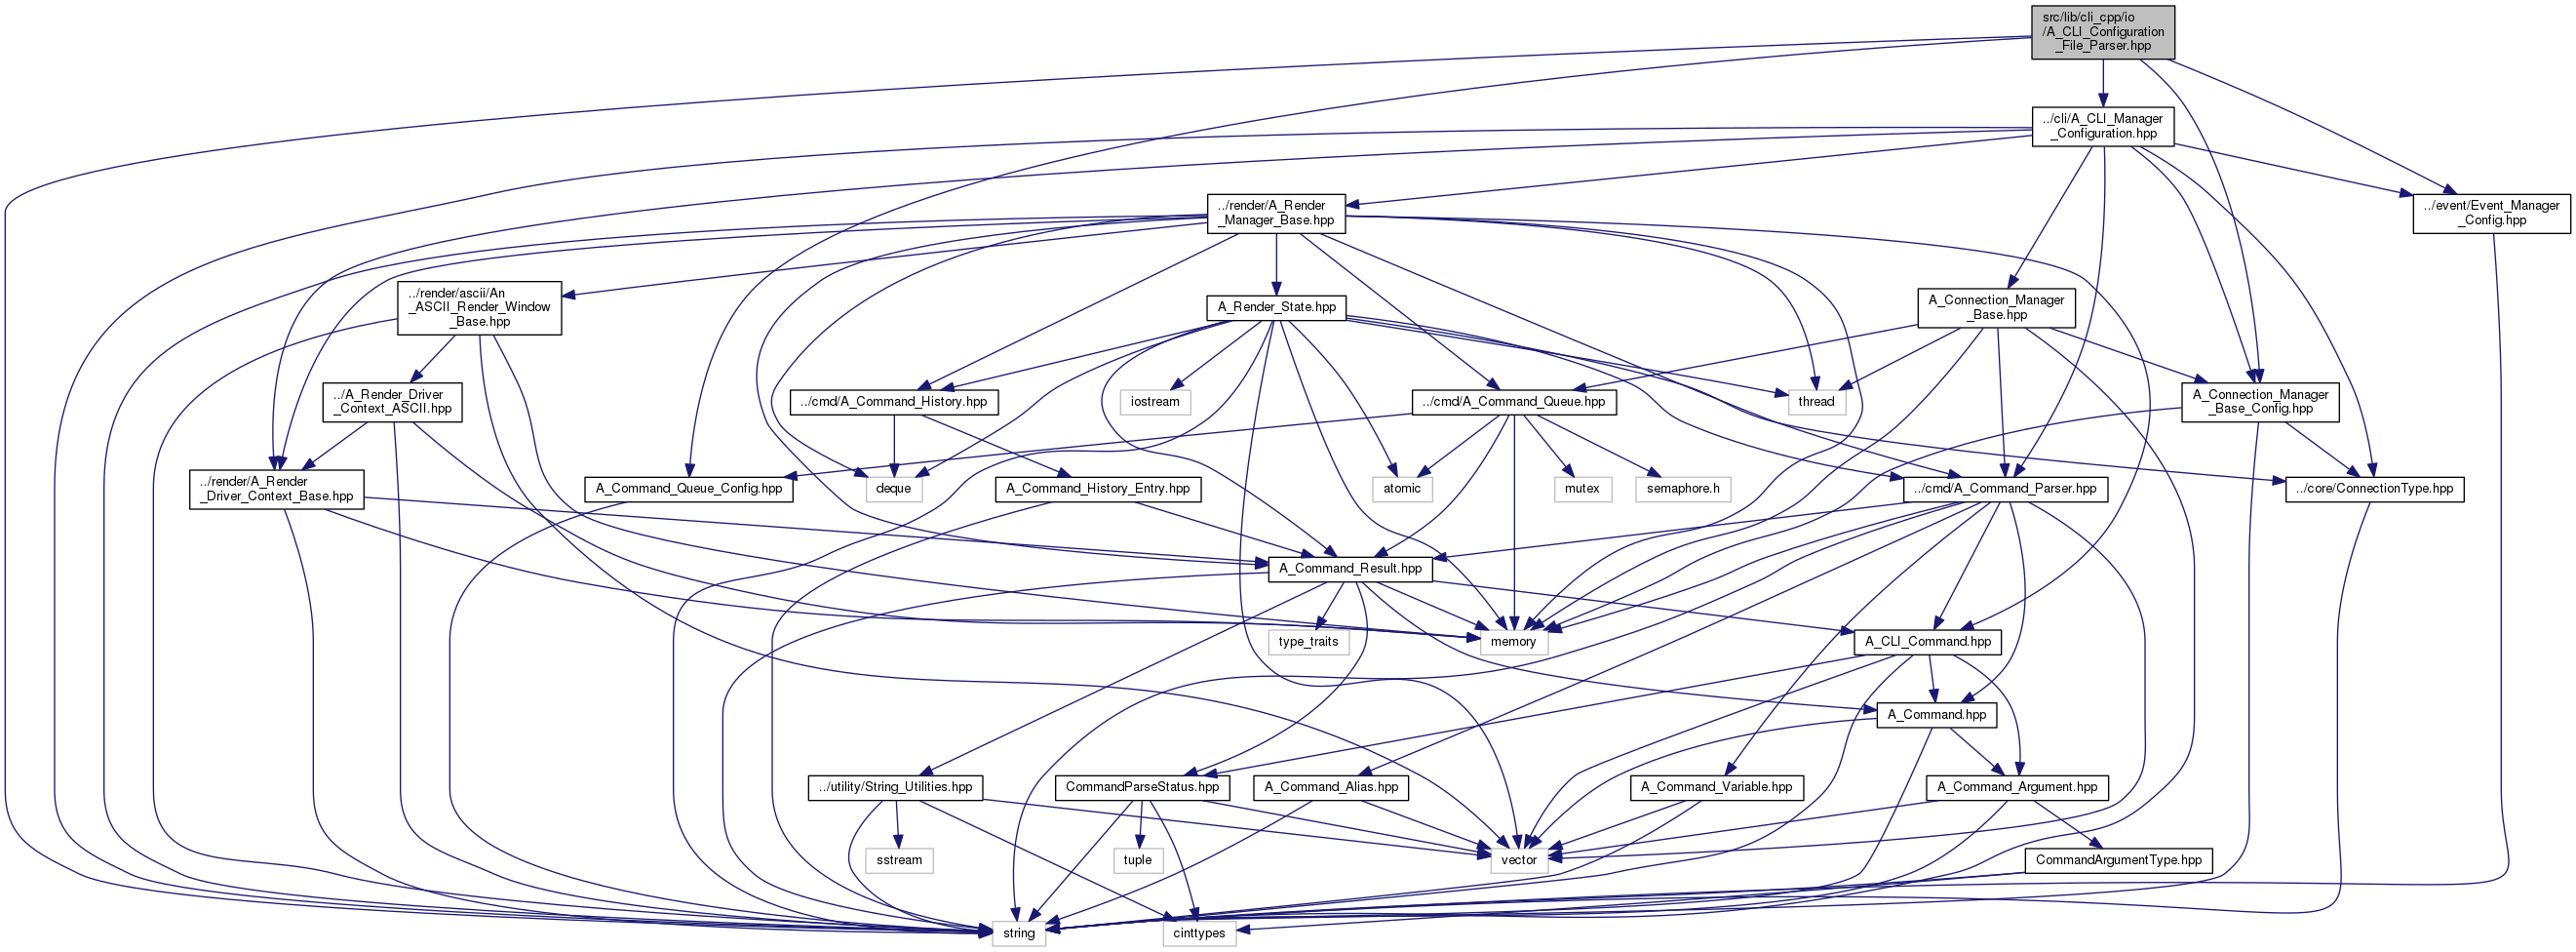 src/lib/cli_cpp/io
/A_CLI_Configuration
_File_Parser.hpp
../cli/A_CLI_Manager
_Configuration.hpp
../render/A_Render
_Manager_Base.hpp
../event/Event_Manager
_Config.hpp
../render/ascii/An
_ASCII_Render_Window
_Base.hpp
A_Render_State.hpp
A_Connection_Manager
_Base.hpp
../A_Render_Driver
_Context_ASCII.hpp
../cmd/A_Command_History.hpp
iostream
../cmd/A_Command_Queue.hpp
thread
A_Connection_Manager
_Base_Config.hpp
../render/A_Render
_Driver_Context_Base.hpp
A_Command_Queue_Config.hpp
deque
A_Command_History_Entry.hpp
atomic
mutex
semaphore.h
../cmd/A_Command_Parser.hpp
../core/ConnectionType.hpp
A_Command_Result.hpp
type_traits
memory
A_CLI_Command.hpp
A_Command.hpp
../utility/String_Utilities.hpp
CommandParseStatus.hpp
A_Command_Alias.hpp
A_Command_Variable.hpp
A_Command_Argument.hpp
sstream
tuple
vector
CommandArgumentType.hpp
string
cinttypes